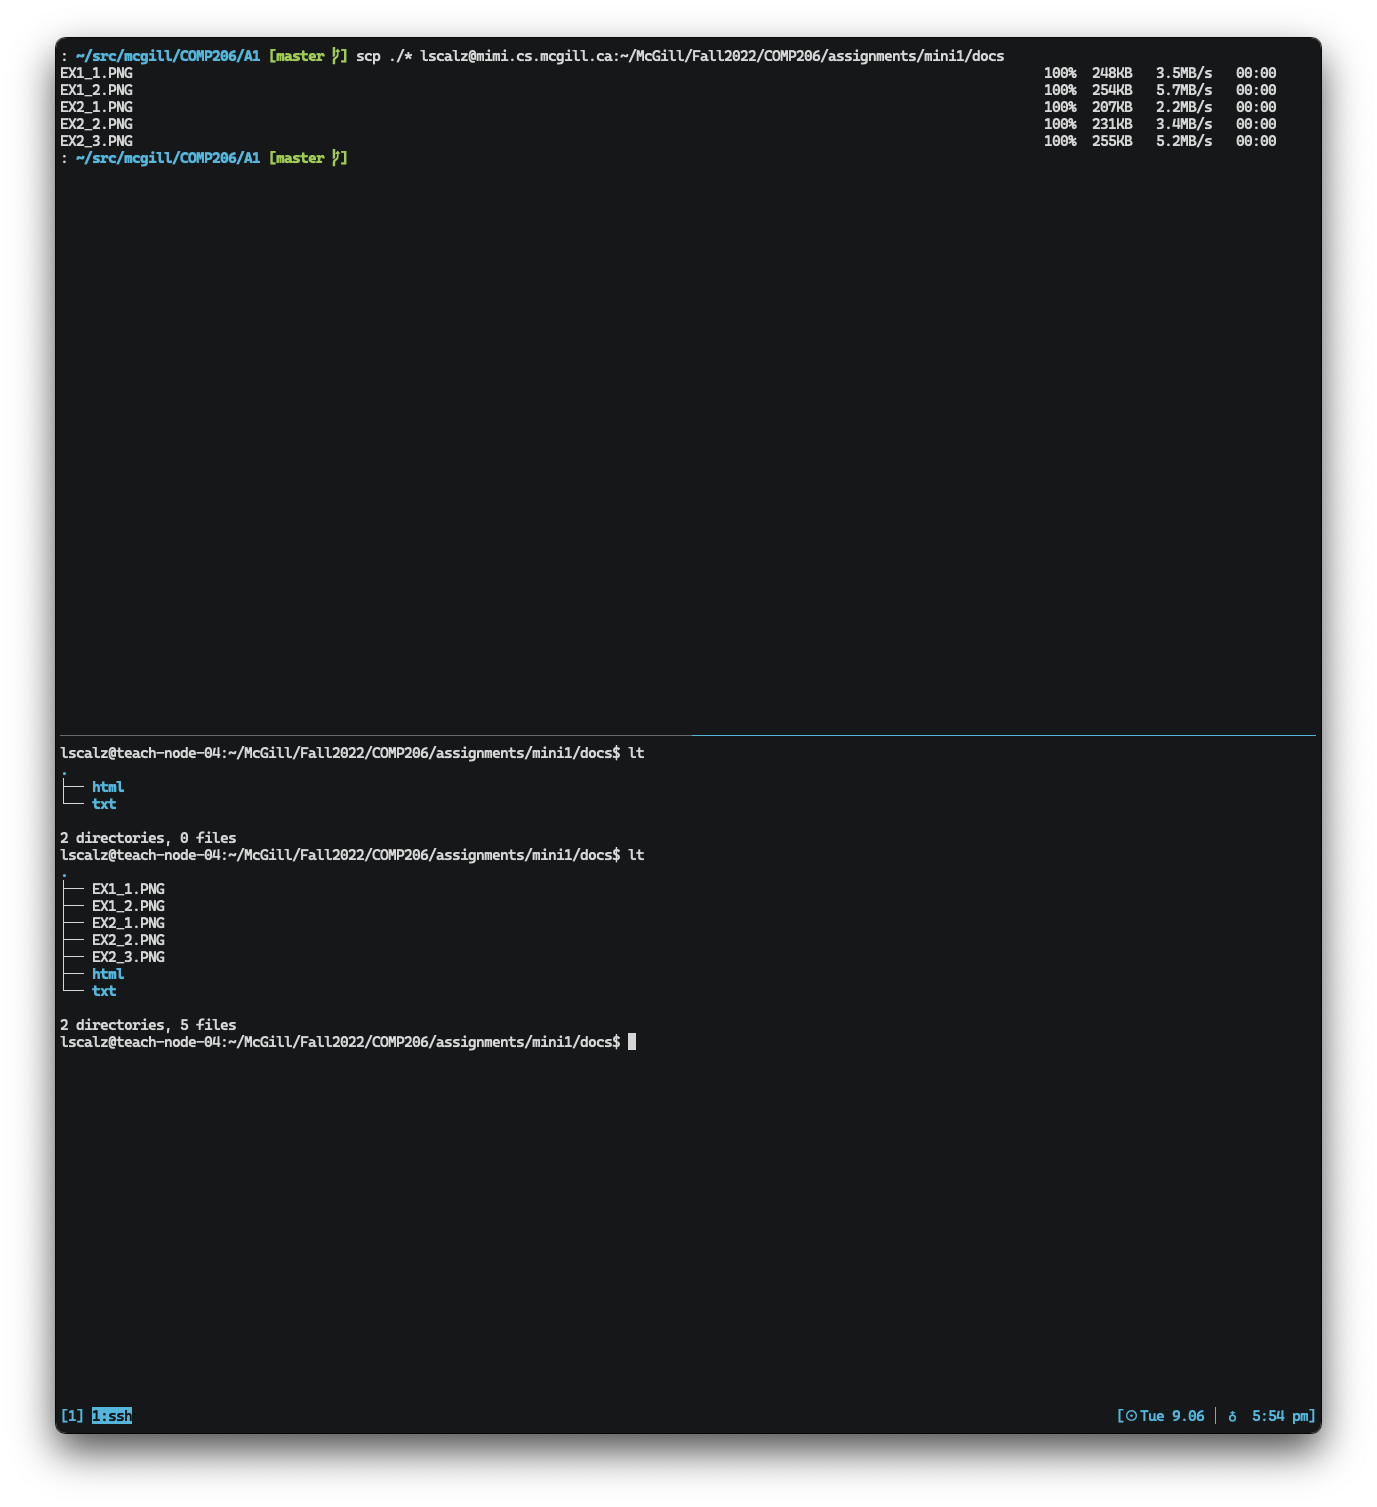 : ~/src/mcgill/COMP206/A1 [master ᚶ] scp ./* lscalz@mimi.cs.mcgill.ca:~/McGill/Fall2022/COMP206/assignments/mini1/docs
EX1_1.PNG 100% 248KB 3.5MB/s 00:00
EX1_2.PNG 100% 254KB 5.7MB/s 00:00
EX2_1.PNG 100% 207KB 2.2MB/s 00:00
EX2_2.PNG 100% 231KB 3.4MB/s 00:00
EX2_3.PNG 100% 255KB 5.2MB/s 00:00
: ~/src/mcgill/COMP206/A1 [master ᚶ]
lscalz@teach-node-04:~/McGill/Fall2022/COMP206/assignments/mini1/docs$ lt
.
├── html
└── txt
2 directories, 0 files
lscalz@teach-node-04:~/McGill/Fall2022/COMP206/assignments/mini1/docs$ lt
.
├── EX1_1.PNG
├── EX1_2.PNG
├── EX2_1.PNG
├── EX2_2.PNG
├── EX2_3.PNG
├── html
└── txt
2 directories, 5 files
lscalz@teach-node-04:~/McGill/Fall2022/COMP206/assignments/mini1/docs$
[1] 1:ssh [☉Tue 9.06 │ ♁ 5:54 pm]